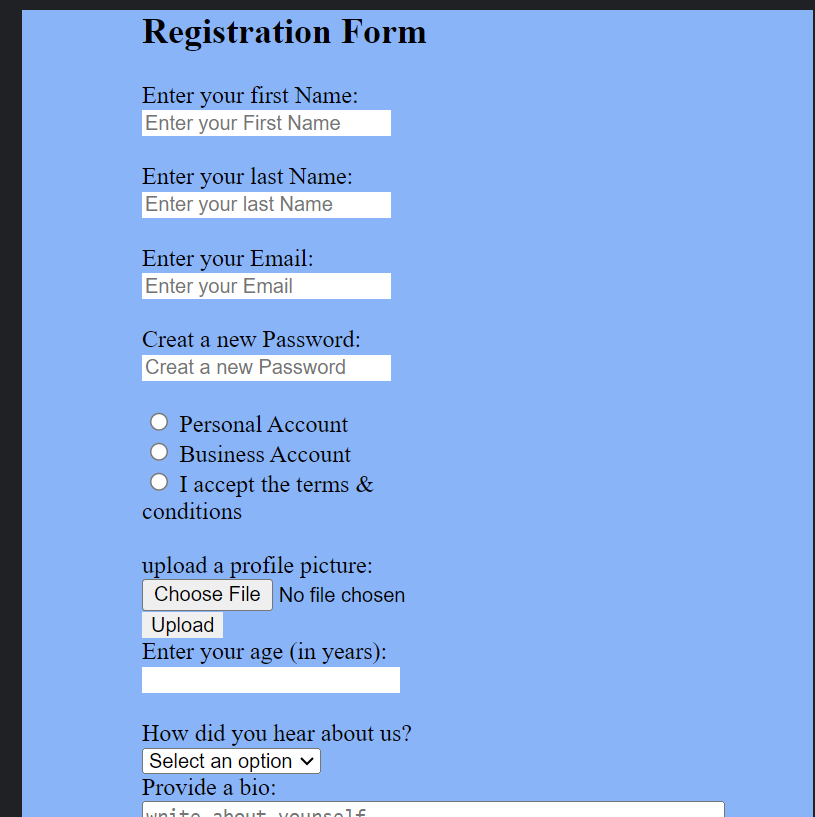 Registration Form
Enter your first Name:
Enter your First Name
Enter your last Name:
Enter your last Name
Enter your Email:
Enter your Email
Creat a new Password:
Creat a new Password
Personal Account
Business Account
I accept the terms &
conditions
upload a profile picture:
Choose File No file chosen
Upload
Enter your age (in years):
How did you hear about us?
Select an option
Provide a bio:
write about yourself